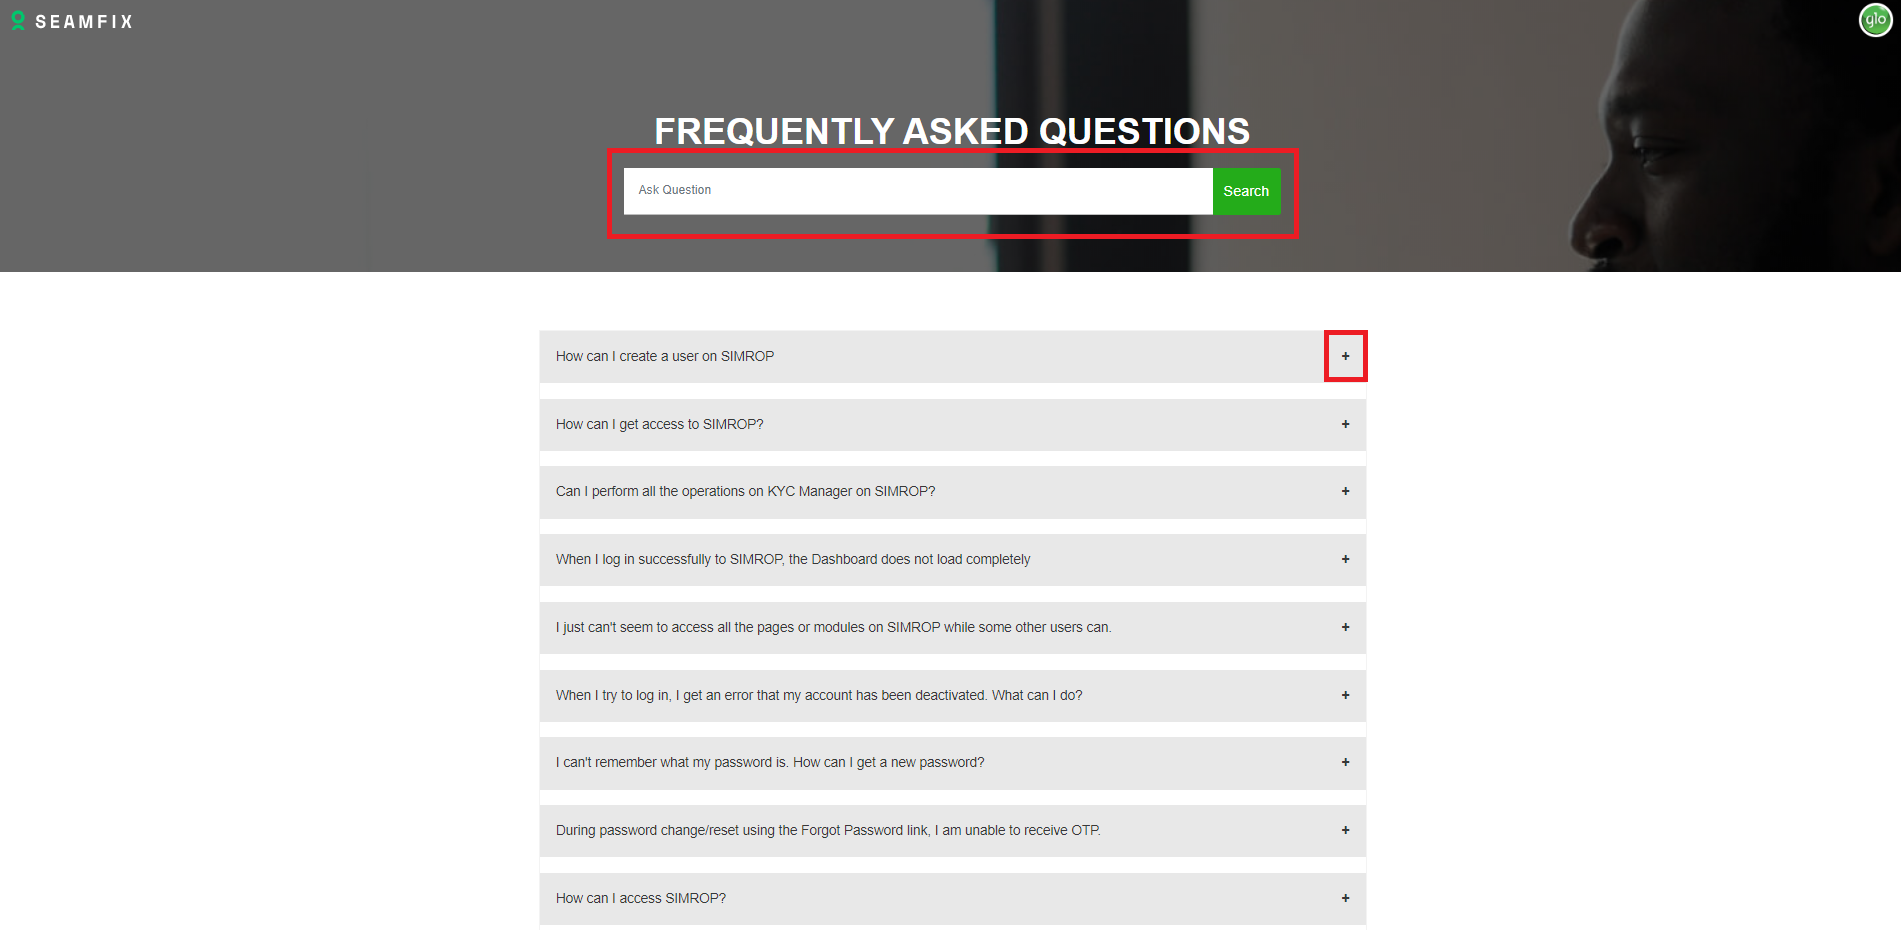 SEAMFIX
glo
FREQUENTLY ASKED QUESTIONS
Ask Question
Search
How can I create a user on SIMROP
+
How can I get access to SIMROP?
+
Can I perform all the operations on KYC Manager on SIMROP?
+
When I log in successfully to SIMROP, the Dashboard does not load completely
+
I just can't seem to access all the pages or modules on SIMROP while some other users can.
+
When I try to log in, I get an error that my account has been deactivated. What can I do?
+
I can't remember what my password is. How can I get a new password?
+
During password change/reset using the Forgot Password link, I am unable to receive OTP.
+
How can I access SIMROP?
+